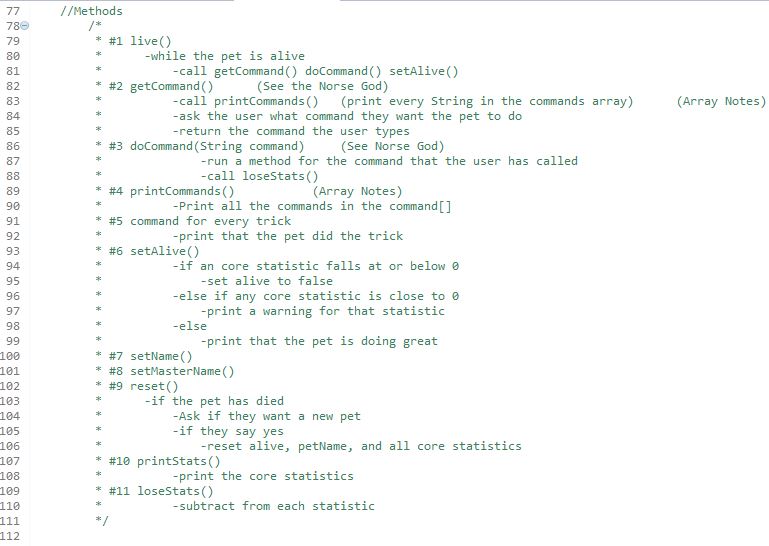 77 //Methods
78 /*
79 * #1 live()
80 * -while the pet is alive
81 * -call getCommand() doCommand() setAlive()
82 * #2 getCommand() (See the Norse God)
83 * -call printCommands() (print every String in the commands array) (Array Notes)
84 * -ask the user what command they want the pet to do
85 * -return the command the user types
86 * #3 doCommand(String command) (See Norse God)
87 * -run a method for the command that the user has called
88 * -call loseStats()
89 * #4 printCommands() (Array Notes)
90 * -Print all the commands in the command[]
91 * #5 command for every trick
92 * -print that the pet did the trick
93 * #6 setAlive()
94 * -if an core statistic falls at or below 0
95 * -set alive to false
96 * -else if any core statistic is close to 0
97 * -print a warning for that statistic
98 * -else
99 * -print that the pet is doing great
100 * #7 setName()
101 * #8 setMasterName()
102 * #9 reset()
103 * -if the pet has died
104 * -Ask if they want a new pet
105 * -if they say yes
106 * -reset alive, petName, and all core statistics
107 * #10 printStats()
108 * -print the core statistics
109 * #11 loseStats()
110 * -subtract from each statistic
111 */
112